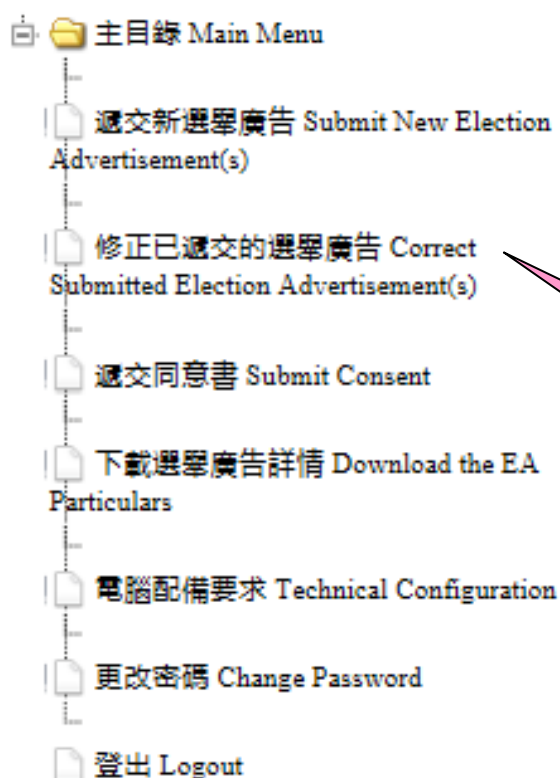 主目錄 Main Menu
遞交新選舉廣告 Submit New Election
Advertisement(s)
修正已遞交的選舉廣告 Correct
Submitted Election Advertisement(s)
遞交同意書 Submit Consent
下載選舉廣告詳情 Download the EA
Particulars
電腦配備要求 Technical Configuration
更改密碼 Change Password
登出 Logout